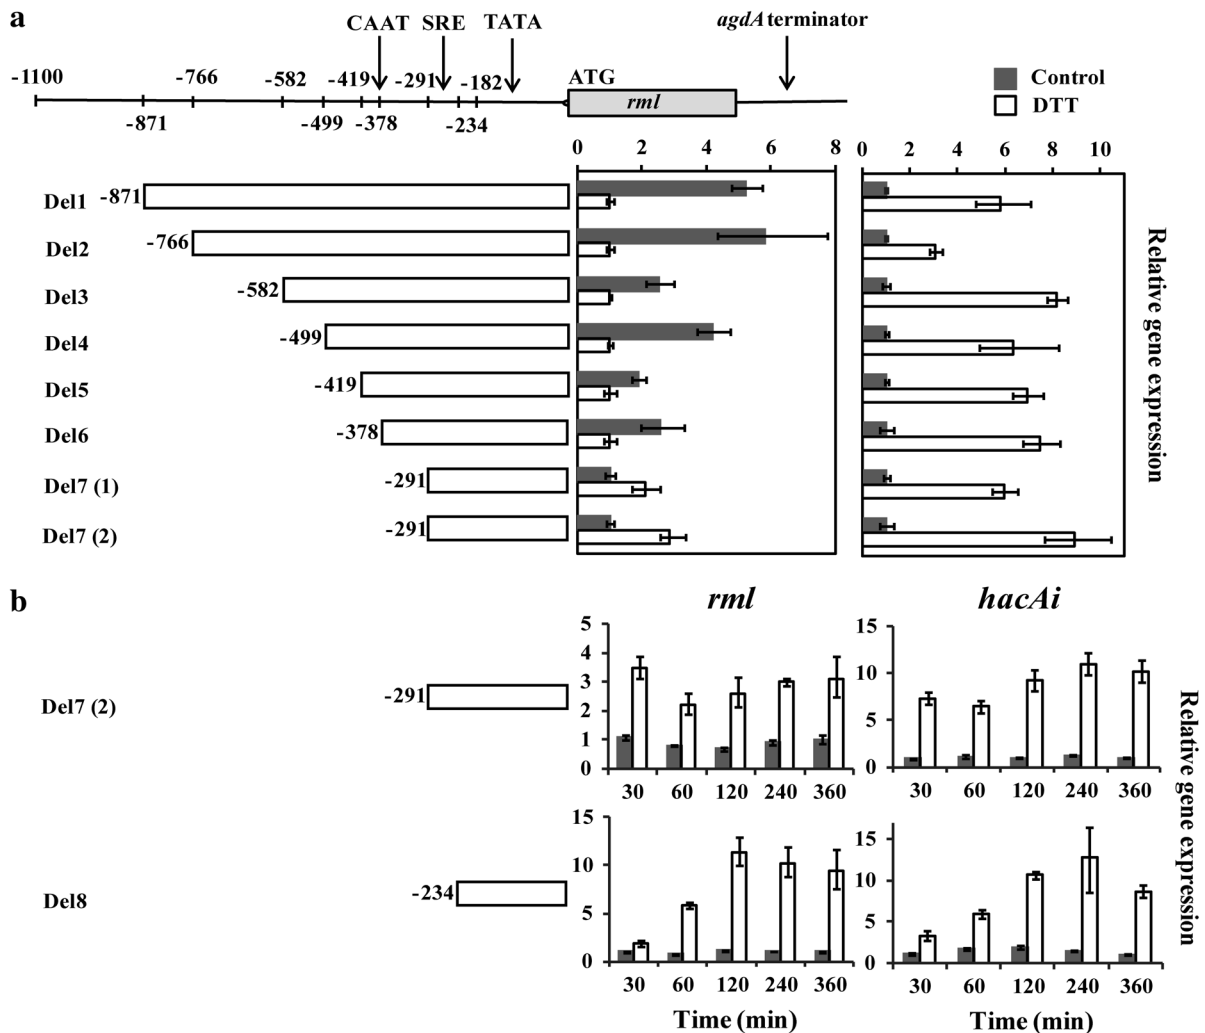 a
CAAT SRE TATA agdA terminator
-1100 -766 -582 -419 -291 -182 ATG
rml
-871 -499 -378 -234
Control
DTT
0 2 4 6 8
0 2 4 6 8 10
Del1 -871
Del2 -766
Del3 -582
Del4 -499
Del5 -419
Del6 -378
Del7 (1) -291
Del7 (2) -291
Relative gene expression
b
rml hacAi
Del7 (2) -291
5
4
3
2
1
0
30 60 120 240 360
15
10
5
0
30 60 120 240 360
Del8 -234
15
10
5
0
30 60 120 240 360
Time (min)
15
10
5
0
30 60 120 240 360
Time (min)
Relative gene expression